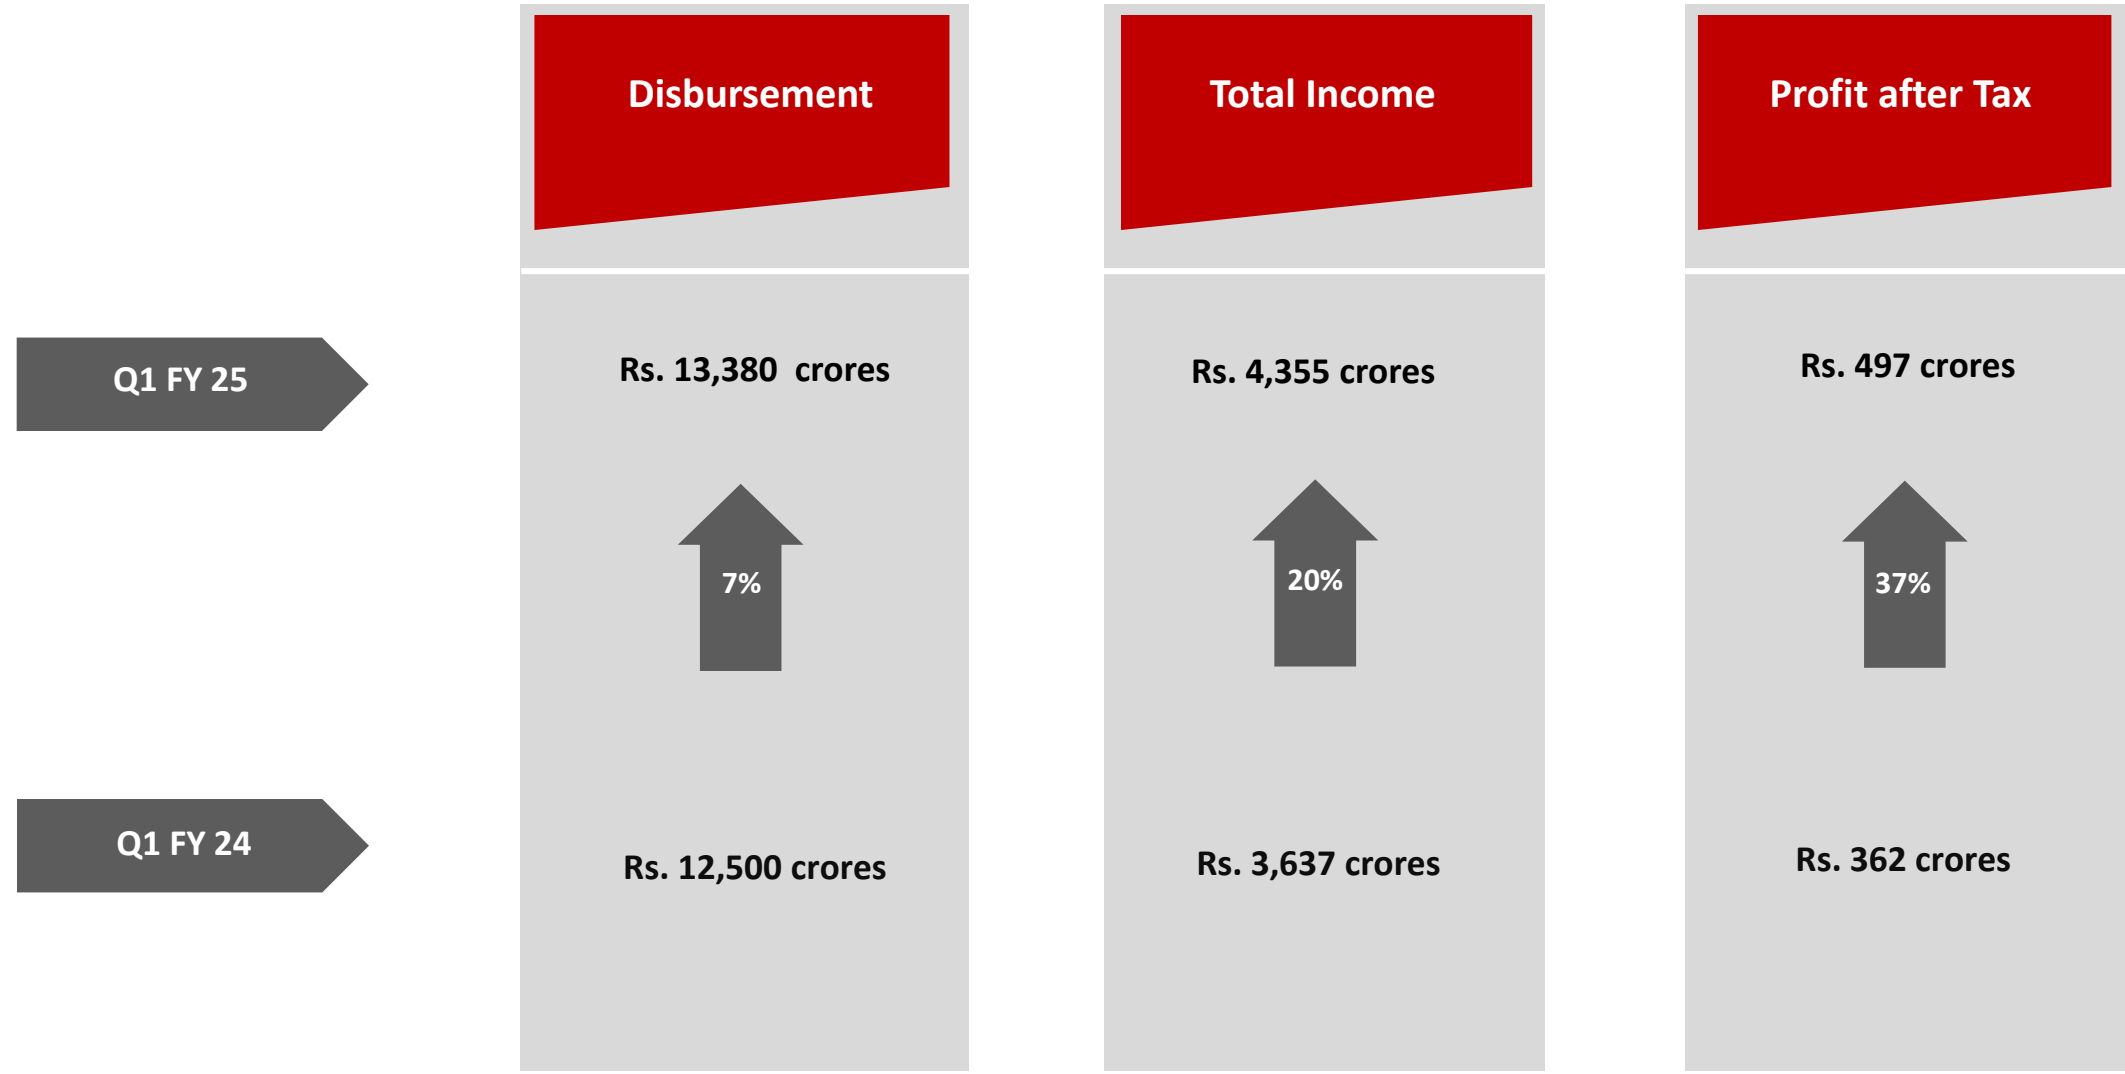 Disbursement
Total Income
Profit after Tax
Q1 FY 25
Rs. 13,380  crores
Rs. 4,355 crores
Rs. 497 crores
7%
20%
37%
Q1 FY 24
Rs. 12,500 crores
Rs. 3,637 crores
Rs. 362 crores